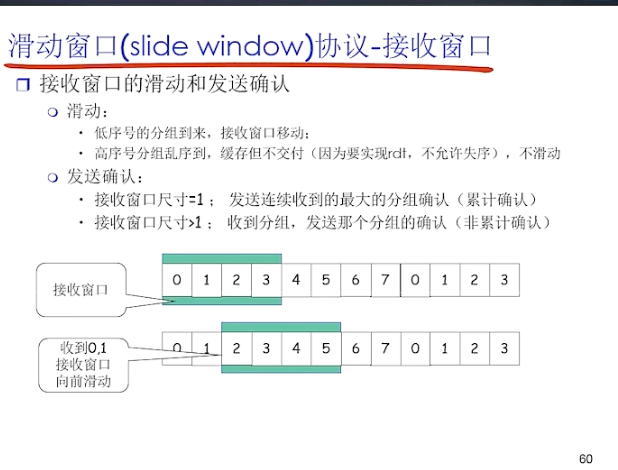 滑动窗口(slide window)协议-接收窗口
接收窗口的滑动和发送确认
滑动：
低序号的分组到来，接收窗口移动；
高序号分组乱序到，缓存但不交付（因为要实现rdt，不允许失序），不滑动
发送确认：
接收窗口尺寸=1； 发送连续收到的最大的分组确认（累计确认）
接收窗口尺寸>1； 收到分组，发送那个分组的确认（非累计确认）
接收窗口
0 1 2 3 4 5 6 7 0 1 2 3
收到0,1
接收窗口
向前滑动
0 1 2 3 4 5 6 7 0 1 2 3
60